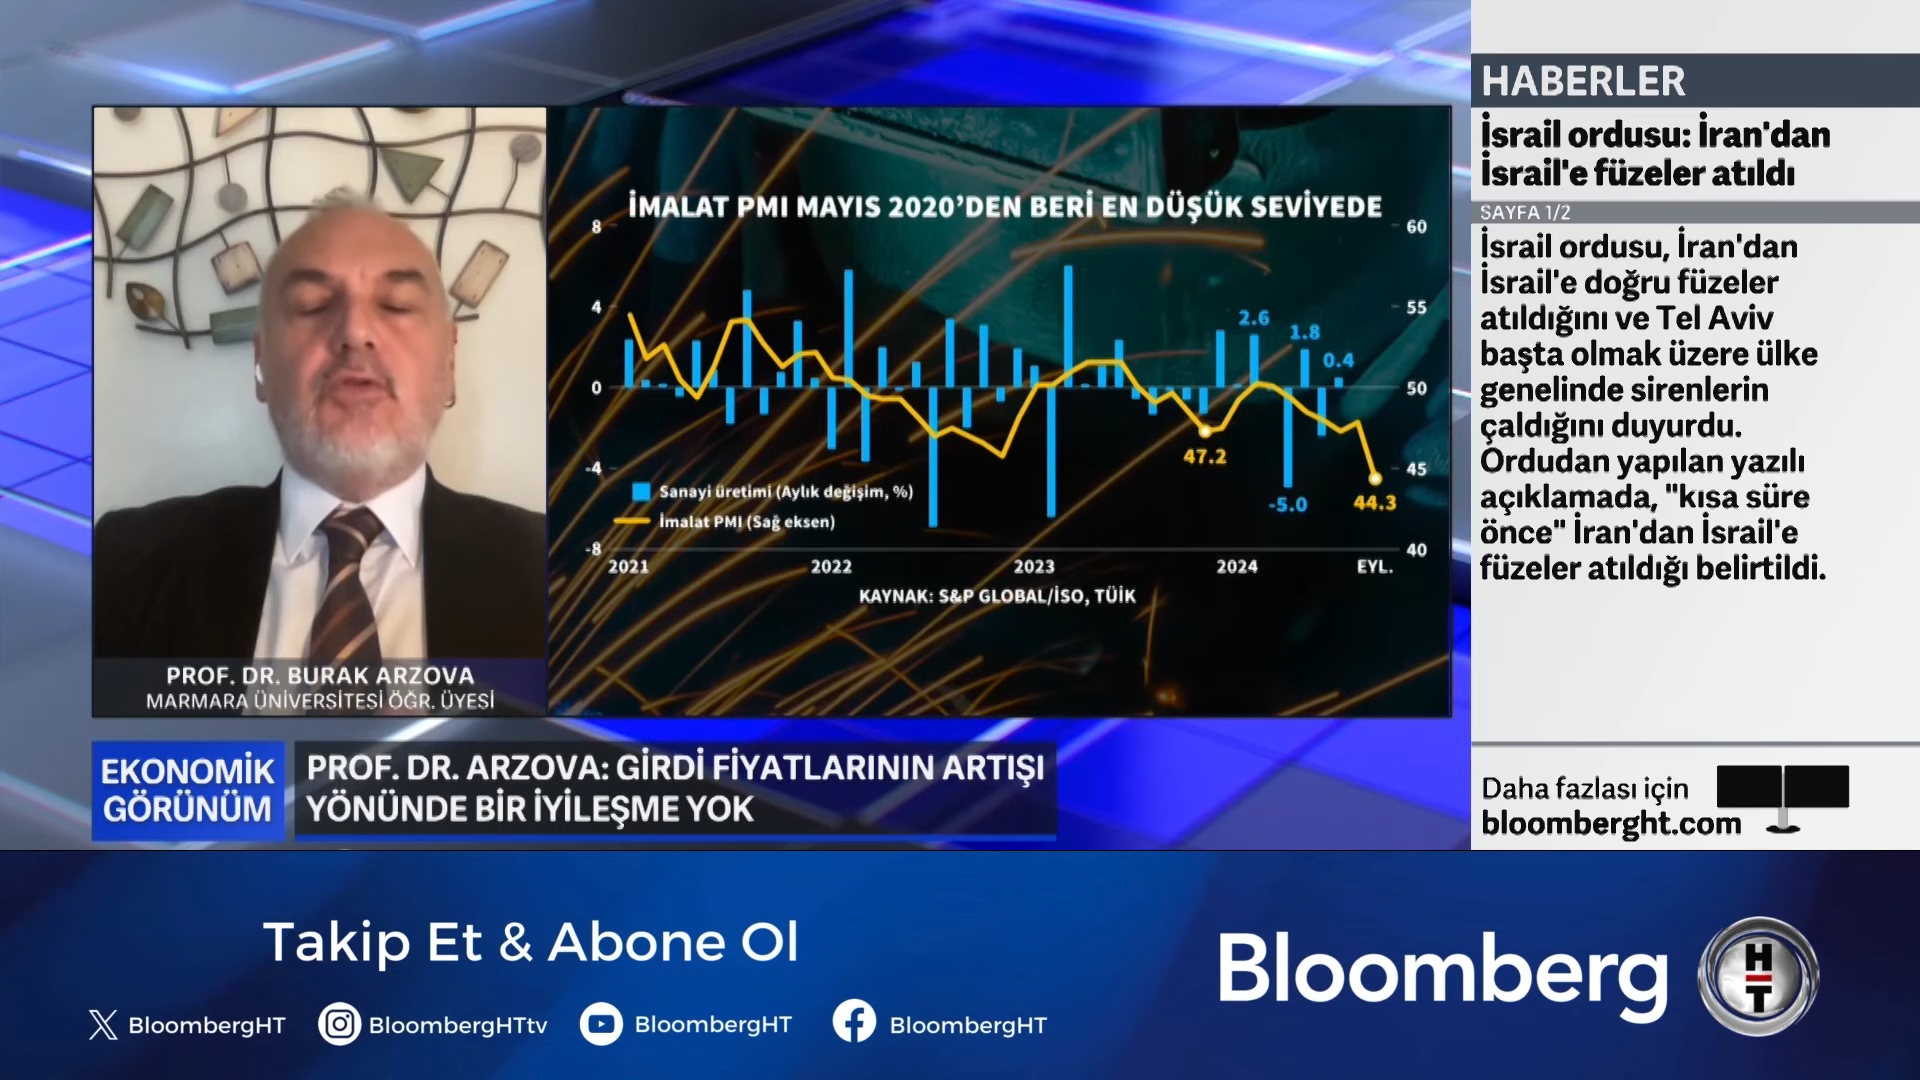 HABERLER
İsrail ordusu: İran'dan
İsrail'e füzeler atıldı
SAYFA 1/2
İsrail ordusu, İran'dan
İsrail'e doğru füzeler
atıldığını ve Tel Aviv
başta olmak üzere ülke
genelinde sirenlerin
çaldığını duyurdu.
Ordudan yapılan yazılı
açıklamada, "kısa süre
önce" İran'dan İsrail'e
füzeler atıldığı belirtildi.
Daha fazlası için
bloomberght.com
İMALAT PMI MAYIS 2020'DEN BERİ EN DÜŞÜK SEVİYEDE
8
4
0
-4
-8
60
55
50
45
40
2.6
1.8
0.4
47.2
-5.0
44.3
Sanayi üretimi (Aylık değişim, %)
İmalat PMI (Sağ eksen)
2021
2022
2023
2024
EYL.
KAYNAK: S&P GLOBAL/İSO, TÜİK
PROF. DR. BURAK ARZOVA
MARMARA ÜNİVERSİTESİ ÖĞR. ÜYESİ
EKONOMİK
GÖRÜNÜM
PROF. DR. ARZOVA: GİRDİ FİYATLARININ ARTIŞI
YÖNÜNDE BİR İYİLEŞME YOK
Takip Et & Abone Ol
BloombergHT
BloombergHTtv
BloombergHT
BloombergHT
Bloomberg
HT